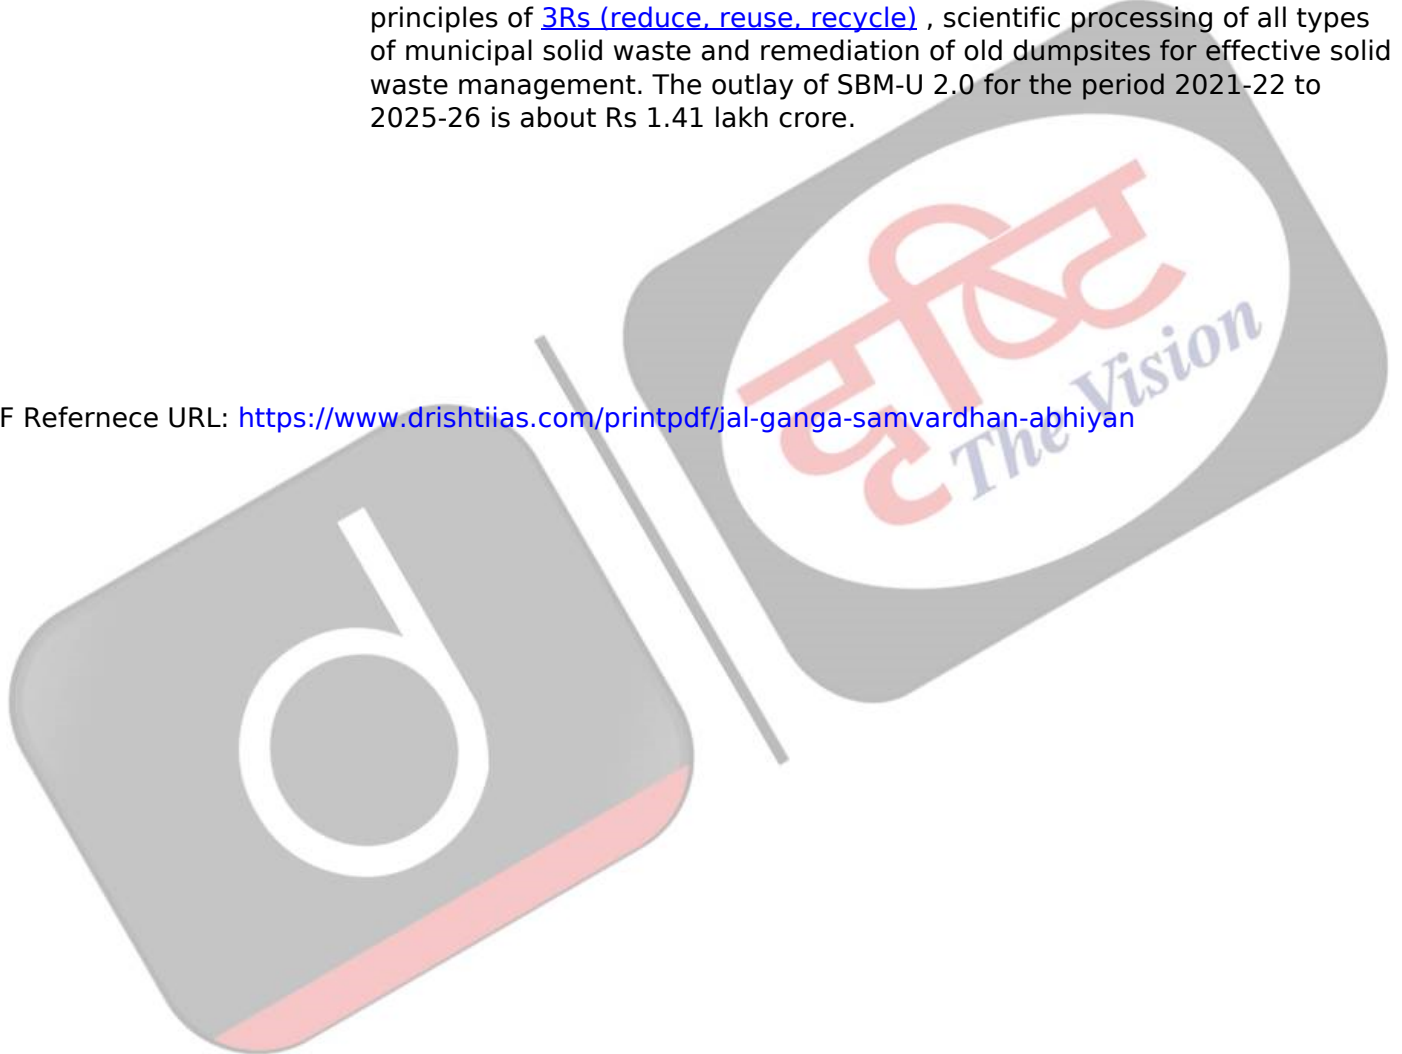 principles of 3Rs (reduce, reuse, recycle) , scientific processing of all types
of municipal solid waste and remediation of old dumpsites for effective solid
waste management. The outlay of SBM-U 2.0 for the period 2021-22 to
2025-26 is about Rs 1.41 lakh crore.
दृष्टि
The Vision
F Refernece URL: https://www.drishtiias.com/printpdf/jal-ganga-samvardhan-abhiyan
d